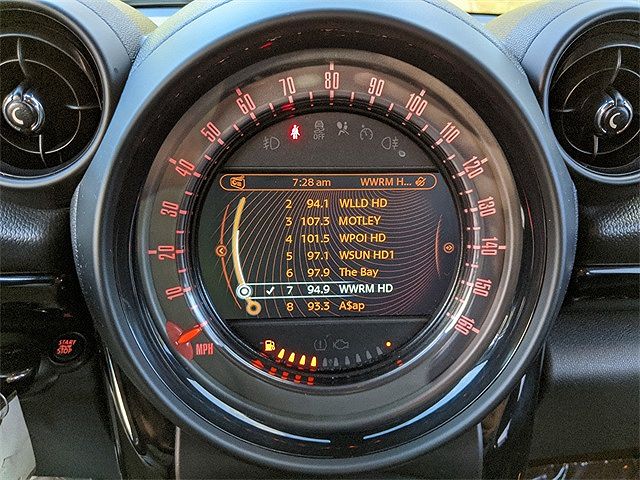 10
20
30
40
50
60
70
80
90
100
110
120
130
140
150
160
MPH
OFF
7:28 am WWRM H...
2 94.1 WLLD HD
3 107.3 MOTLEY
4 101.5 WPOI HD
5 97.1 WSUN HD1
6 97.9 The Bay
7 94.9 WWRM HD
8 93.3 A$ap
START
STOP